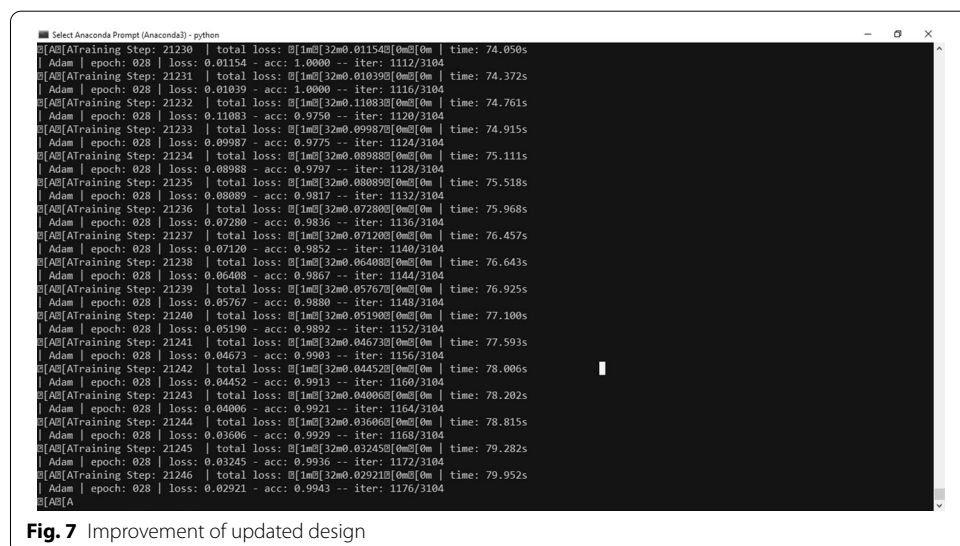 Select Anaconda Prompt (Anaconda3) - python
[A[ATraining Step: 21230 | total loss: [1m[32m0.01154[0m[0m | time: 74.050s
| Adam | epoch: 028 | loss: 0.01154 - acc: 1.0000 -- iter: 1112/3104
[A[ATraining Step: 21231 | total loss: [1m[32m0.01039[0m[0m | time: 74.372s
| Adam | epoch: 028 | loss: 0.01039 - acc: 1.0000 -- iter: 1116/3104
[A[ATraining Step: 21232 | total loss: [1m[32m0.11083[0m[0m | time: 74.761s
| Adam | epoch: 028 | loss: 0.11083 - acc: 0.9750 -- iter: 1120/3104
[A[ATraining Step: 21233 | total loss: [1m[32m0.09987[0m[0m | time: 74.915s
| Adam | epoch: 028 | loss: 0.09987 - acc: 0.9775 -- iter: 1124/3104
[A[ATraining Step: 21234 | total loss: [1m[32m0.08988[0m[0m | time: 75.111s
| Adam | epoch: 028 | loss: 0.08988 - acc: 0.9797 -- iter: 1128/3104
[A[ATraining Step: 21235 | total loss: [1m[32m0.08089[0m[0m | time: 75.518s
| Adam | epoch: 028 | loss: 0.08089 - acc: 0.9817 -- iter: 1132/3104
[A[ATraining Step: 21236 | total loss: [1m[32m0.07280[0m[0m | time: 75.968s
| Adam | epoch: 028 | loss: 0.07280 - acc: 0.9836 -- iter: 1136/3104
[A[ATraining Step: 21237 | total loss: [1m[32m0.07120[0m[0m | time: 76.457s
| Adam | epoch: 028 | loss: 0.07120 - acc: 0.9852 -- iter: 1140/3104
[A[ATraining Step: 21238 | total loss: [1m[32m0.06408[0m[0m | time: 76.643s
| Adam | epoch: 028 | loss: 0.06408 - acc: 0.9867 -- iter: 1144/3104
[A[ATraining Step: 21239 | total loss: [1m[32m0.05767[0m[0m | time: 76.925s
| Adam | epoch: 028 | loss: 0.05767 - acc: 0.9880 -- iter: 1148/3104
[A[ATraining Step: 21240 | total loss: [1m[32m0.05190[0m[0m | time: 77.100s
| Adam | epoch: 028 | loss: 0.05190 - acc: 0.9892 -- iter: 1152/3104
[A[ATraining Step: 21241 | total loss: [1m[32m0.04673[0m[0m | time: 77.593s
| Adam | epoch: 028 | loss: 0.04673 - acc: 0.9903 -- iter: 1156/3104
[A[ATraining Step: 21242 | total loss: [1m[32m0.04452[0m[0m | time: 78.006s
| Adam | epoch: 028 | loss: 0.04452 - acc: 0.9913 -- iter: 1160/3104
[A[ATraining Step: 21243 | total loss: [1m[32m0.04006[0m[0m | time: 78.202s
| Adam | epoch: 028 | loss: 0.04006 - acc: 0.9921 -- iter: 1164/3104
[A[ATraining Step: 21244 | total loss: [1m[32m0.03606[0m[0m | time: 78.815s
| Adam | epoch: 028 | loss: 0.03606 - acc: 0.9929 -- iter: 1168/3104
[A[ATraining Step: 21245 | total loss: [1m[32m0.03245[0m[0m | time: 79.282s
| Adam | epoch: 028 | loss: 0.03245 - acc: 0.9936 -- iter: 1172/3104
[A[ATraining Step: 21246 | total loss: [1m[32m0.02921[0m[0m | time: 79.952s
| Adam | epoch: 028 | loss: 0.02921 - acc: 0.9943 -- iter: 1176/3104
[A[A
Fig. 7 Improvement of updated design